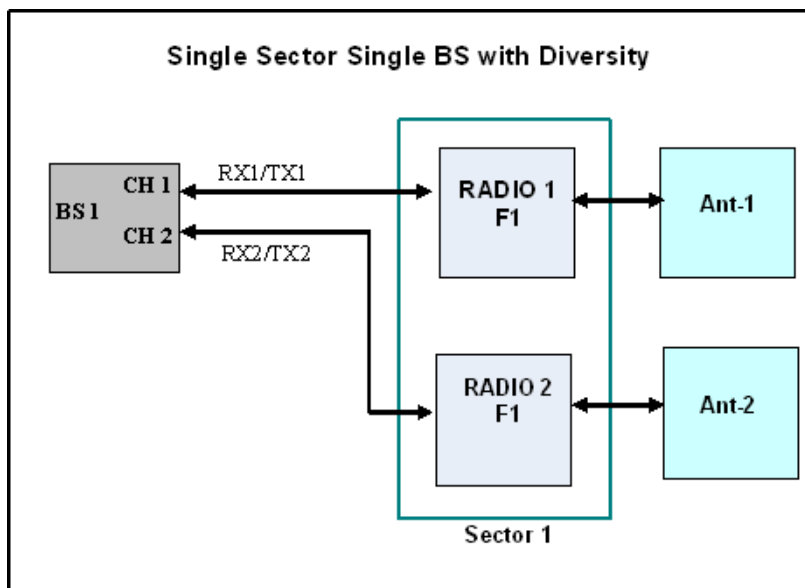 Single Sector Single BS with Diversity
BS1
CH 1
CH 2
RX1/TX1
RX2/TX2
RADIO 1
F1
Ant-1
RADIO 2
F1
Ant-2
Sector 1